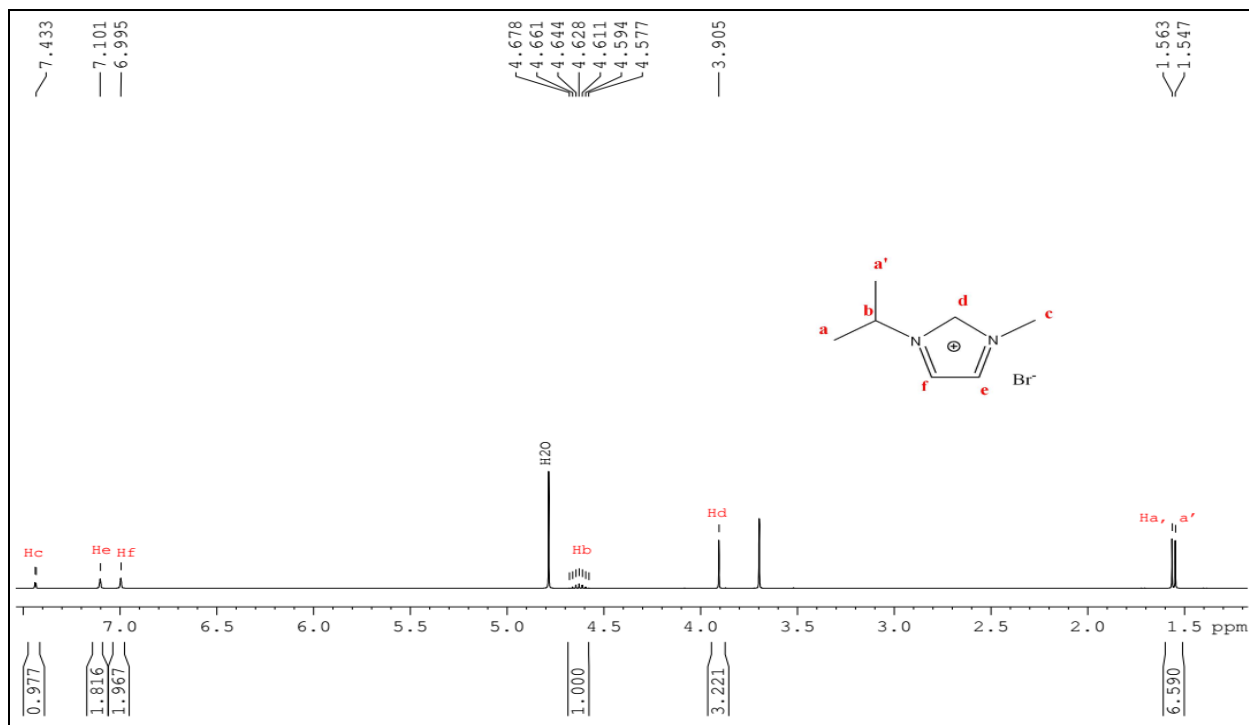 7.433
7.101
6.995
4.678
4.661
4.644
4.628
4.611
4.594
4.577
3.905
1.563
1.547
a'
b
d
a
c
N
N
⊕
f
e
Br-
H2O
Hc
He
Hf
Hb
Hd
Ha, a'
7.0 6.5 6.0 5.5 5.0 4.5 4.0 3.5 3.0 2.5 2.0 1.5 ppm
0.977
1.816
1.967
1.000
3.221
6.590